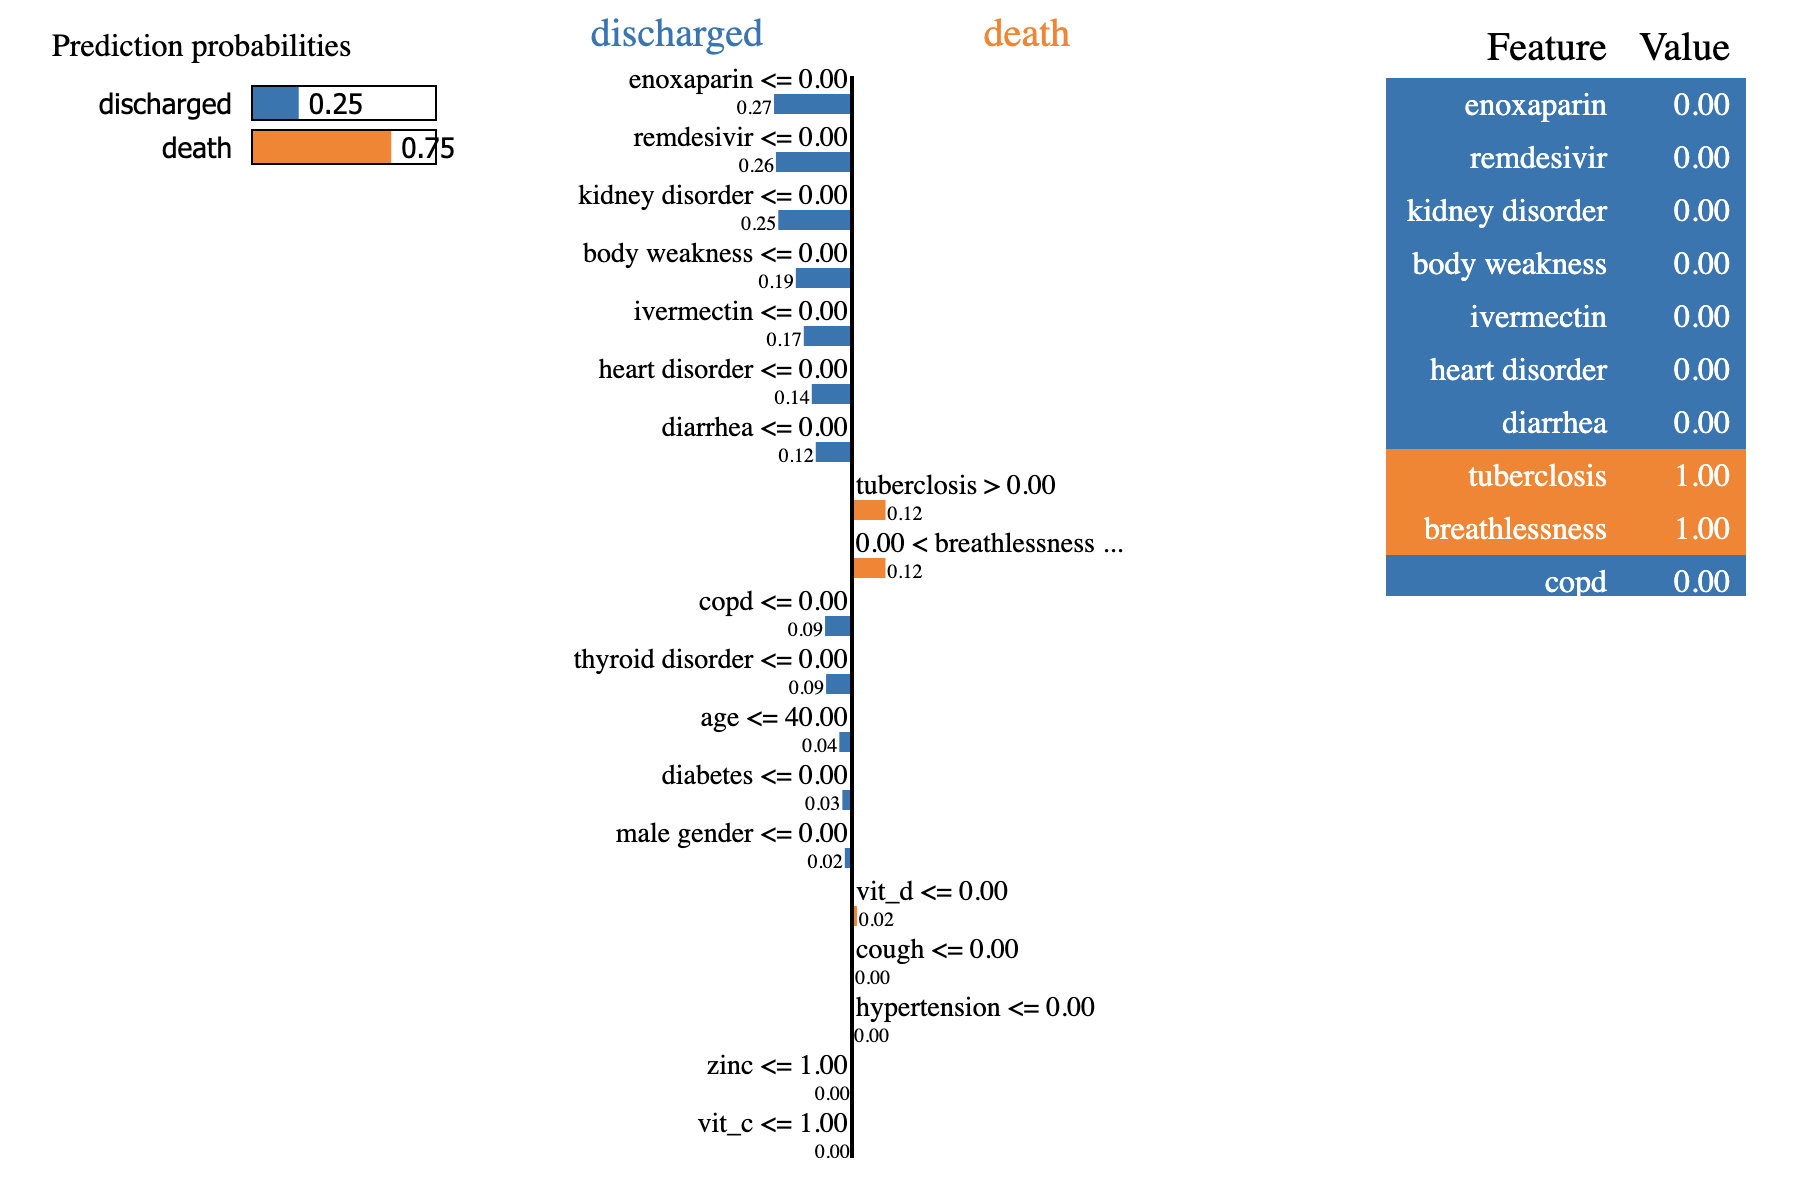 Prediction probabilities
discharged 0.25
death 0.75
discharged death
enoxaparin <= 0.00
0.27
remdesivir <= 0.00
0.26
kidney disorder <= 0.00
0.25
body weakness <= 0.00
0.19
ivermectin <= 0.00
0.17
heart disorder <= 0.00
0.14
diarrhea <= 0.00
0.12
tuberclosis > 0.00
0.12
0.00 < breathlessness ...
0.12
copd <= 0.00
0.09
thyroid disorder <= 0.00
0.09
age <= 40.00
0.04
diabetes <= 0.00
0.03
male gender <= 0.00
0.02
vit_d <= 0.00
0.02
cough <= 0.00
0.00
hypertension <= 0.00
0.00
zinc <= 1.00
0.00
vit_c <= 1.00
0.00
Feature Value
enoxaparin 0.00
remdesivir 0.00
kidney disorder 0.00
body weakness 0.00
ivermectin 0.00
heart disorder 0.00
diarrhea 0.00
tuberclosis 1.00
breathlessness 1.00
copd 0.00